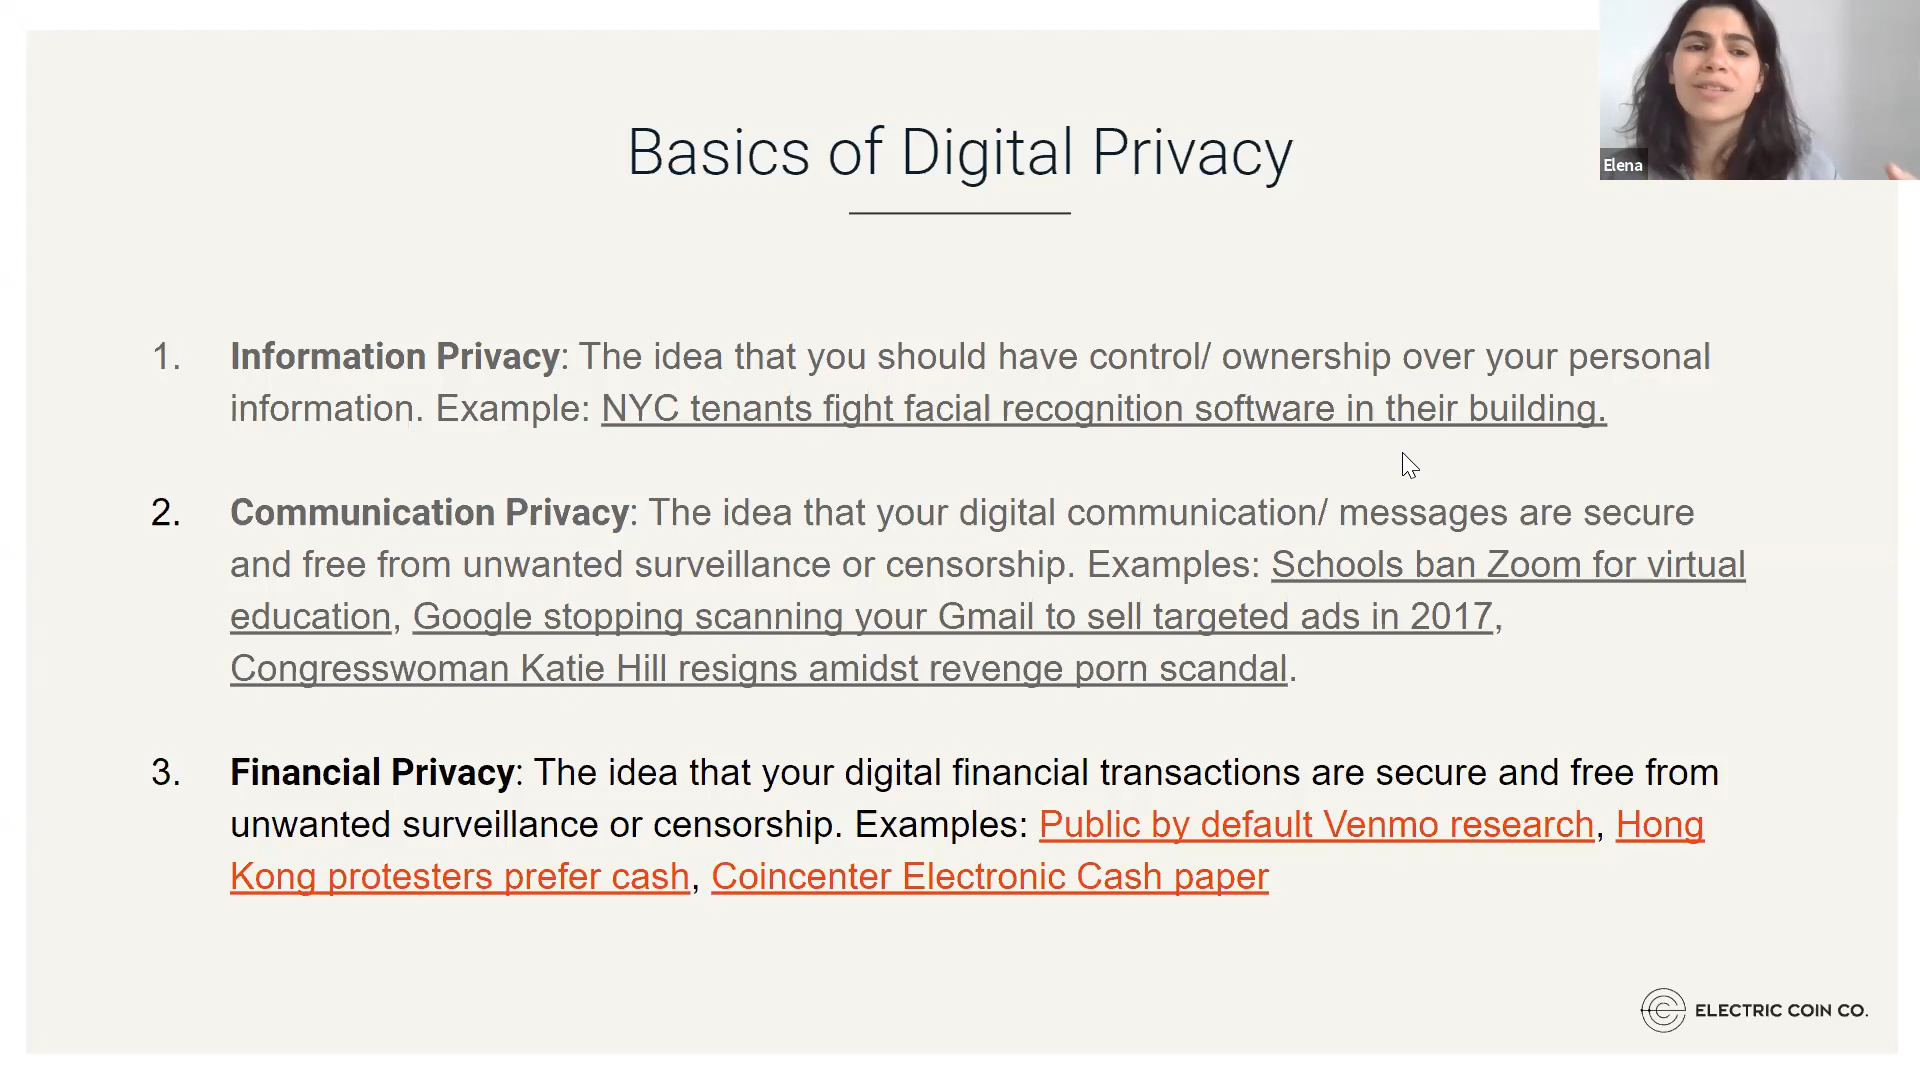 Elena
Basics of Digital Privacy
1. Information Privacy: The idea that you should have control/ ownership over your personal
information. Example: NYC tenants fight facial recognition software in their building.
2. Communication Privacy: The idea that your digital communication/ messages are secure
and free from unwanted surveillance or censorship. Examples: Schools ban Zoom for virtual
education, Google stopping scanning your Gmail to sell targeted ads in 2017,
Congresswoman Katie Hill resigns amidst revenge porn scandal.
3. Financial Privacy: The idea that your digital financial transactions are secure and free from
unwanted surveillance or censorship. Examples: Public by default Venmo research, Hong
Kong protesters prefer cash, Coincenter Electronic Cash paper
ELECTRIC COIN CO.